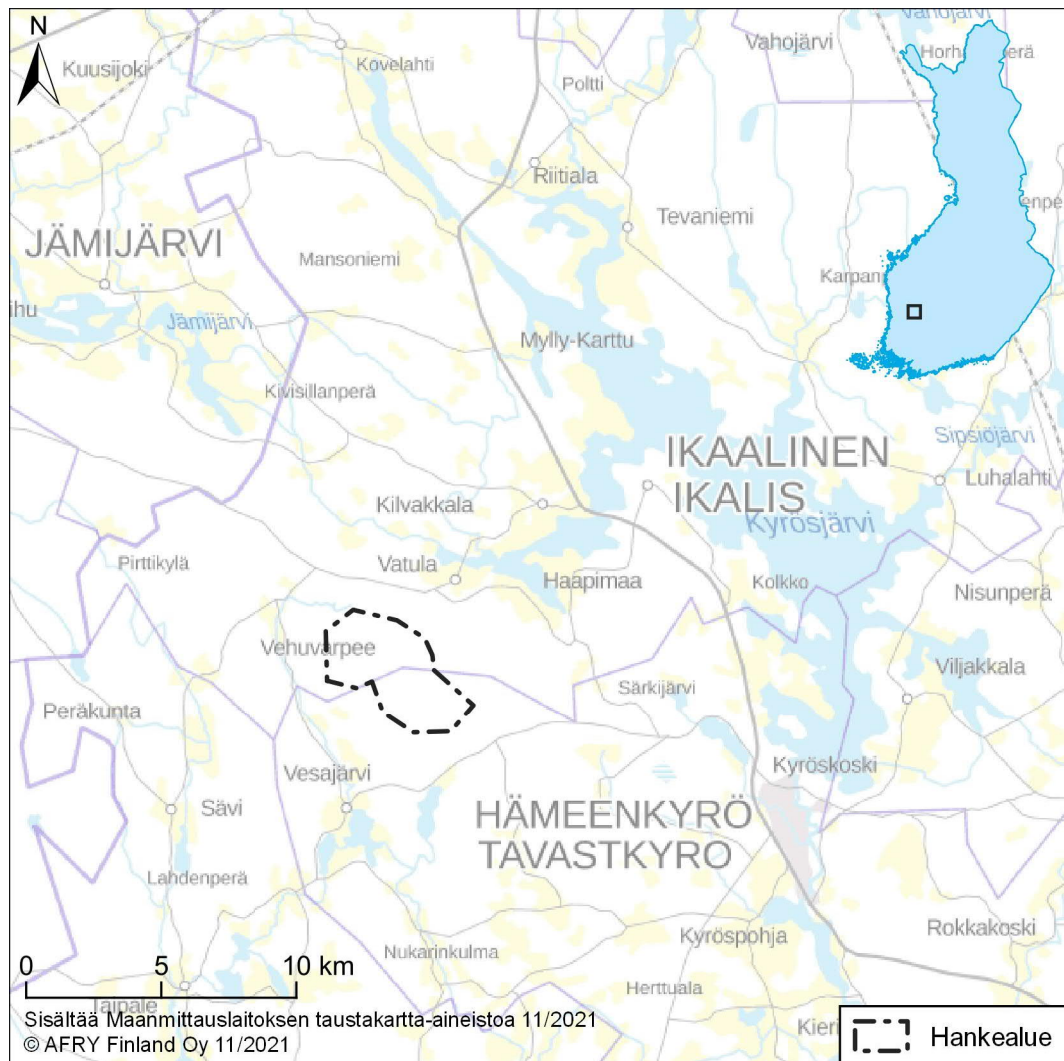 N
Vahojärvi
Kuusijoki
Kovelahti
Vahojärvi
Poltti
Riitiala
JÄMIJÄRVI
Tevaniemi
Mansoniemi
Jämijärvi
Mylly-Karttu
Kivisillanperä
IKAALINEN
IKALIS
Sipsiöjärvi
Luhalahti
Kilvakkala
Kyrösjärvi
Pirttikylä
Vatula
Haapimaa
Kolkko
Nisunperä
Vehuvarpee
Viljakkala
Särkijärvi
Peräkunta
Vesajärvi
Kyröskoski
Sävi
HÄMEENKYRÖ
TAVASTKYRO
Lahdenperä
Kyröspohja
Rokkakoski
Nukarinkulma
0 5 10 km
Herttuala
Taipale
Sisältää Maanmittauslaitoksen taustakartta-aineistoa 11/2021
© AFRY Finland Oy 11/2021
Hankealue